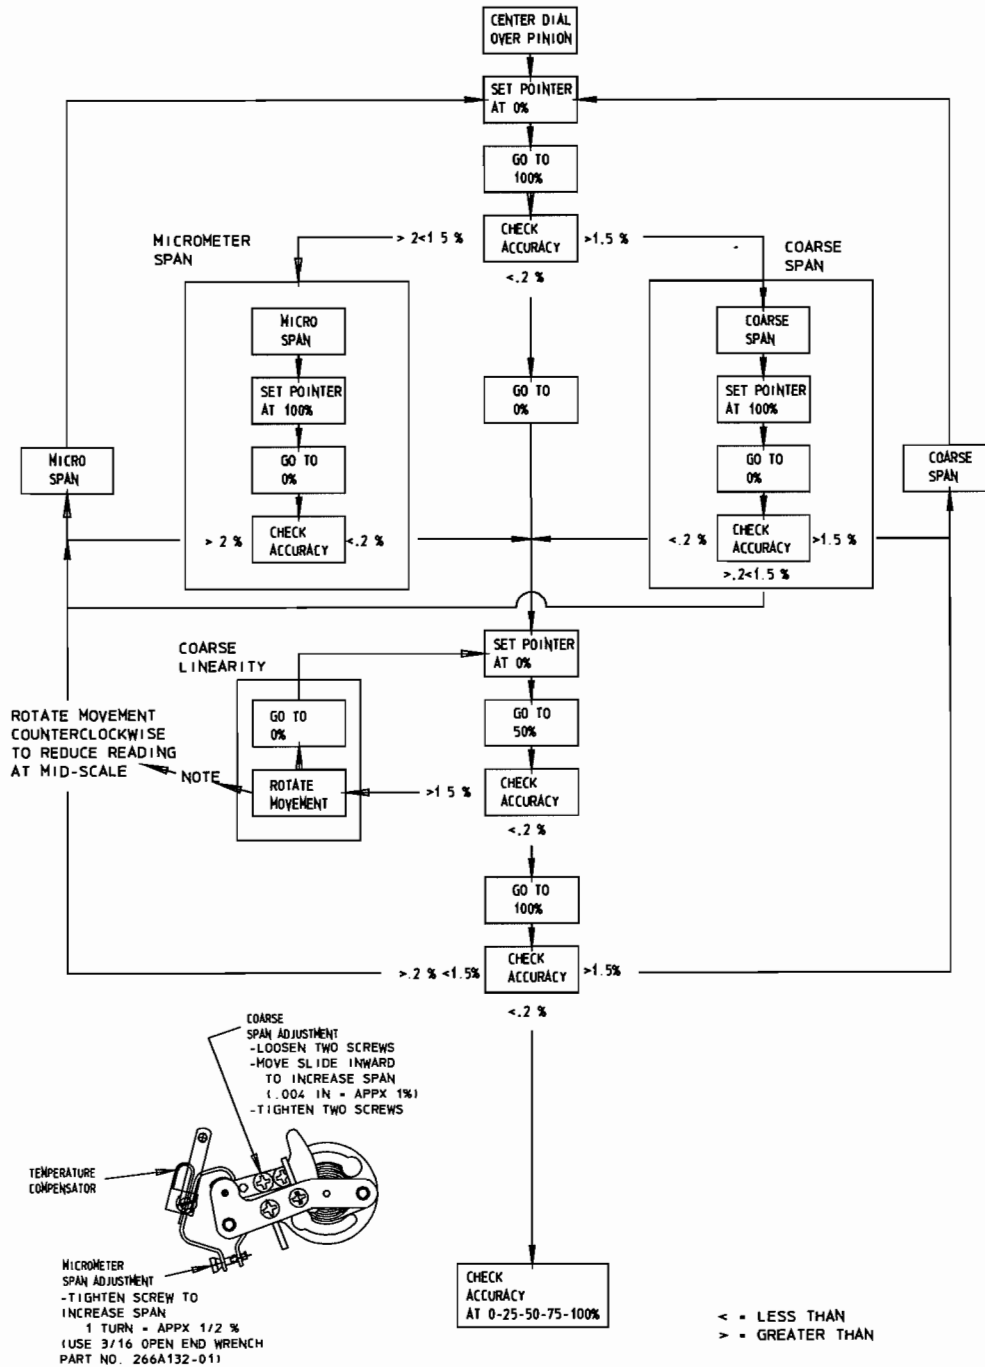 CENTER DIAL
OVER PINION
SET POINTER
AT 0%
GO TO
100%
CHECK
ACCURACY
> 2<1 5 %
>1.5%
<.2 %
MICROMETER
SPAN
COARSE
SPAN
MICRO
SPAN
SET POINTER
AT 100%
GO TO
0%
CHECK
ACCURACY
> 2 %
<.2 %
GO TO
0%
COARSE
SPAN
SET POINTER
AT 100%
GO TO
0%
CHECK
ACCURACY
<.2 %
>1.5%
>.2<1.5%
MICRO
SPAN
COARSE
SPAN
SET POINTER
AT 0%
GO TO
50%
CHECK
ACCURACY
>1 5 %
<.2 %
COARSE
LINEARITY
GO TO
0%
ROTATE
MOVEMENT
NOTE
ROTATE MOVEMENT
COUNTERCLOCKWISE
TO REDUCE READING
AT MID-SCALE
GO TO
100%
CHECK
ACCURACY
>.2 % <1.5%
>1.5%
<.2 %
COARSE
SPAN ADJUSTMENT
-LOOSEN TWO SCREWS
-MOVE SLIDE INWARD
TO INCREASE SPAN
(.004 IN = APPX 1%)
-TIGHTEN TWO SCREWS
TEMPERATURE
COMPENSATOR
MICROMETER
SPAN ADJUSTMENT
-TIGHTEN SCREW TO
INCREASE SPAN
1 TURN = APPX 1/2 %
(USE 3/16 OPEN END WRENCH
PART NO. 266A132-01)
CHECK
ACCURACY
AT 0-25-50-75-100%
< = LESS THAN
> = GREATER THAN